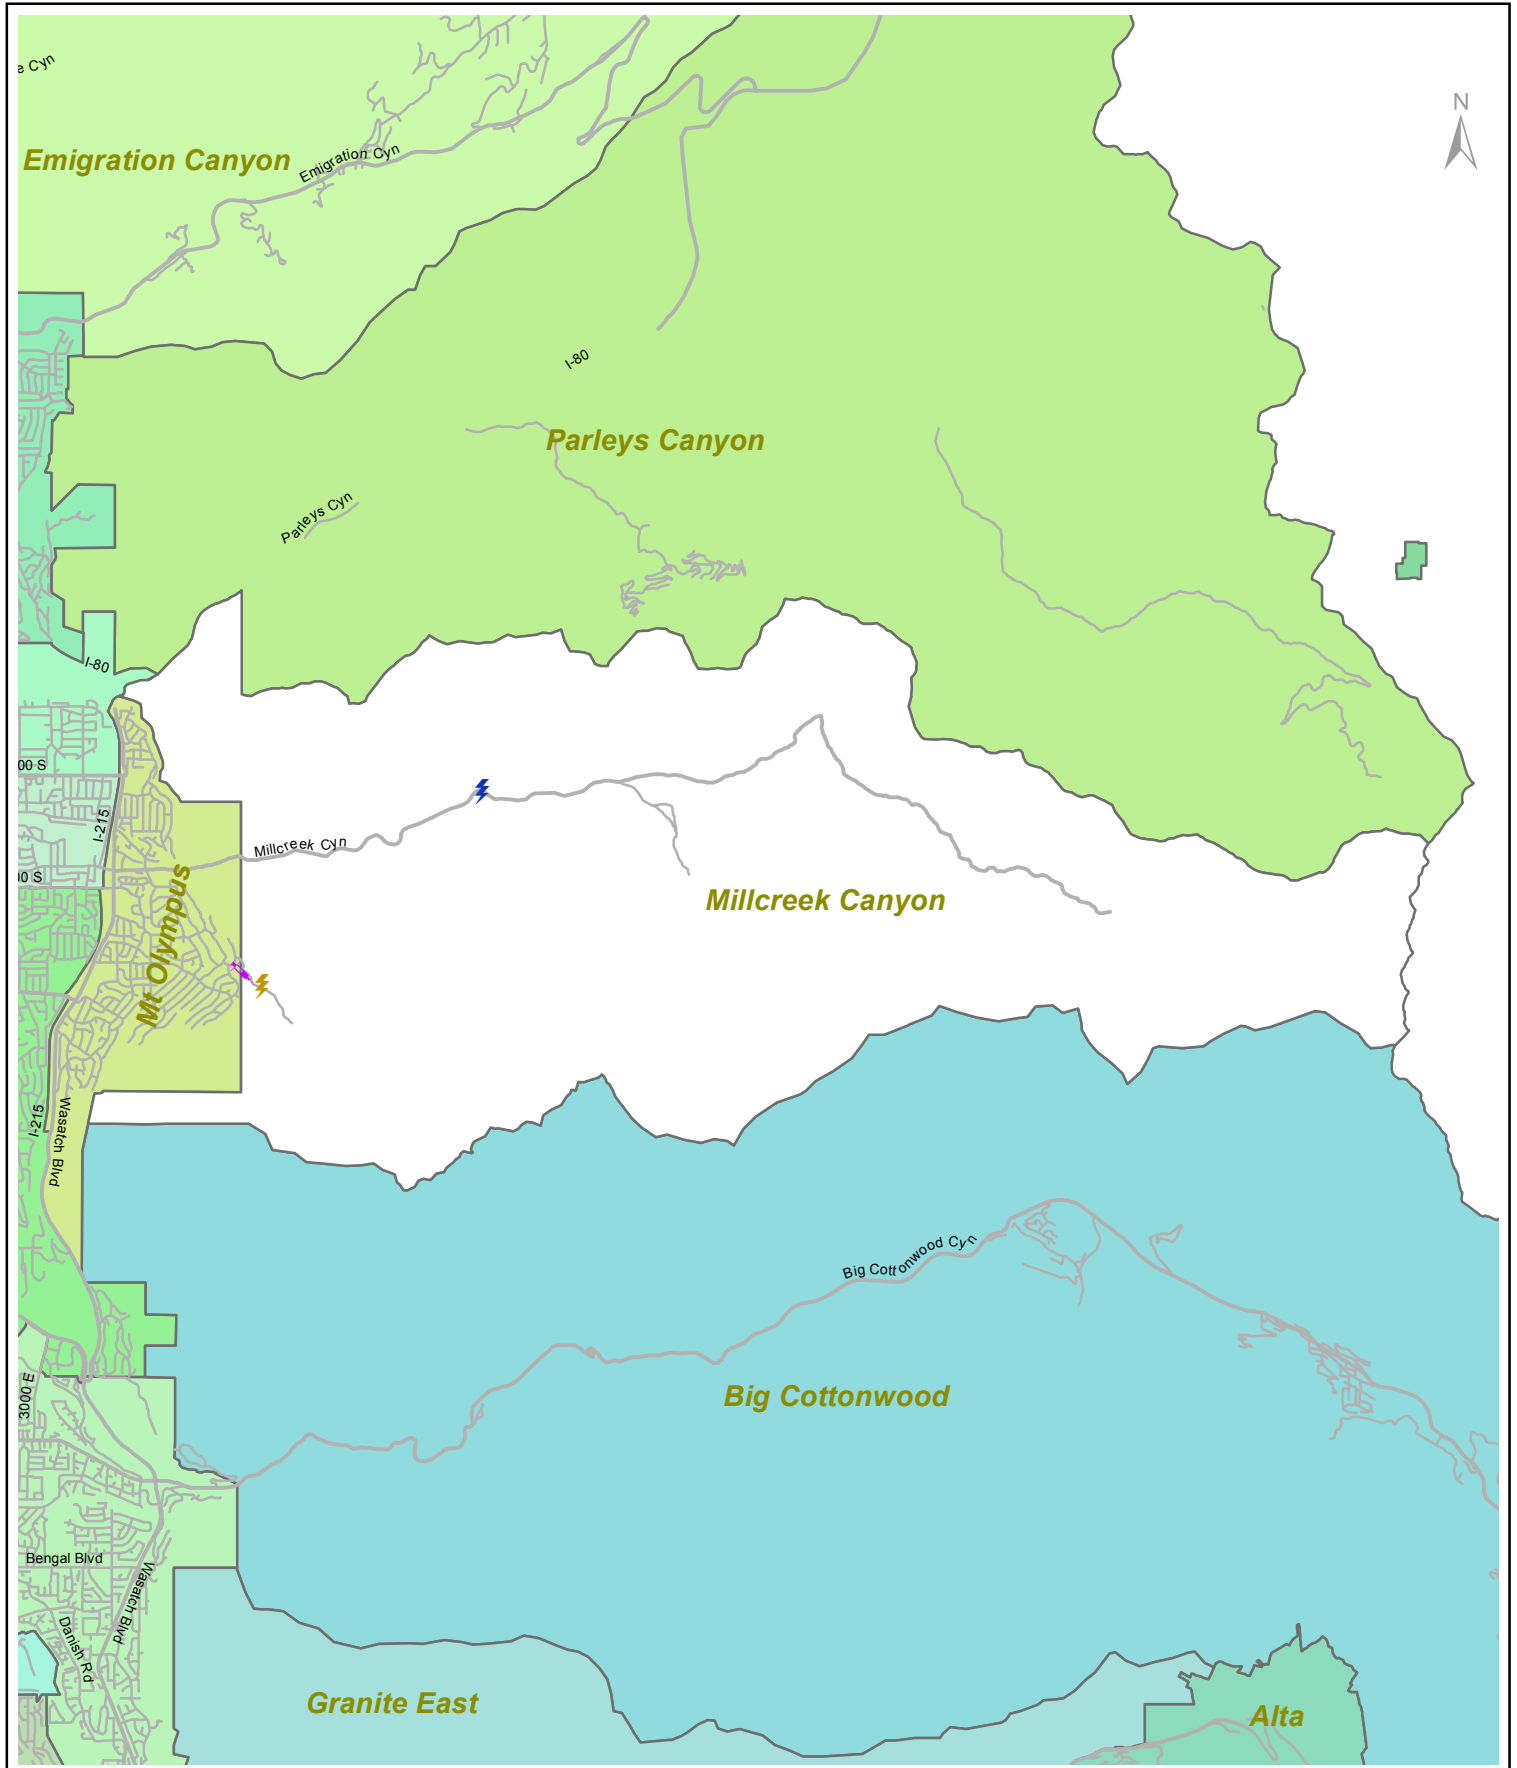 e Cyn
N
Emigration Canyon
Emigration Cyn
I-80
Parleys Canyon
Parleys Cyn
I-80
00 S
I-215
Millcreek Cyn
00 S
Mt Olympus
Millcreek Canyon
I-215
Wasatch Blvd
Big Cottonwood Cyn
3000 E
Big Cottonwood
Bengal Blvd
Wasatch Blvd
Danish Rd
Granite East
Alta